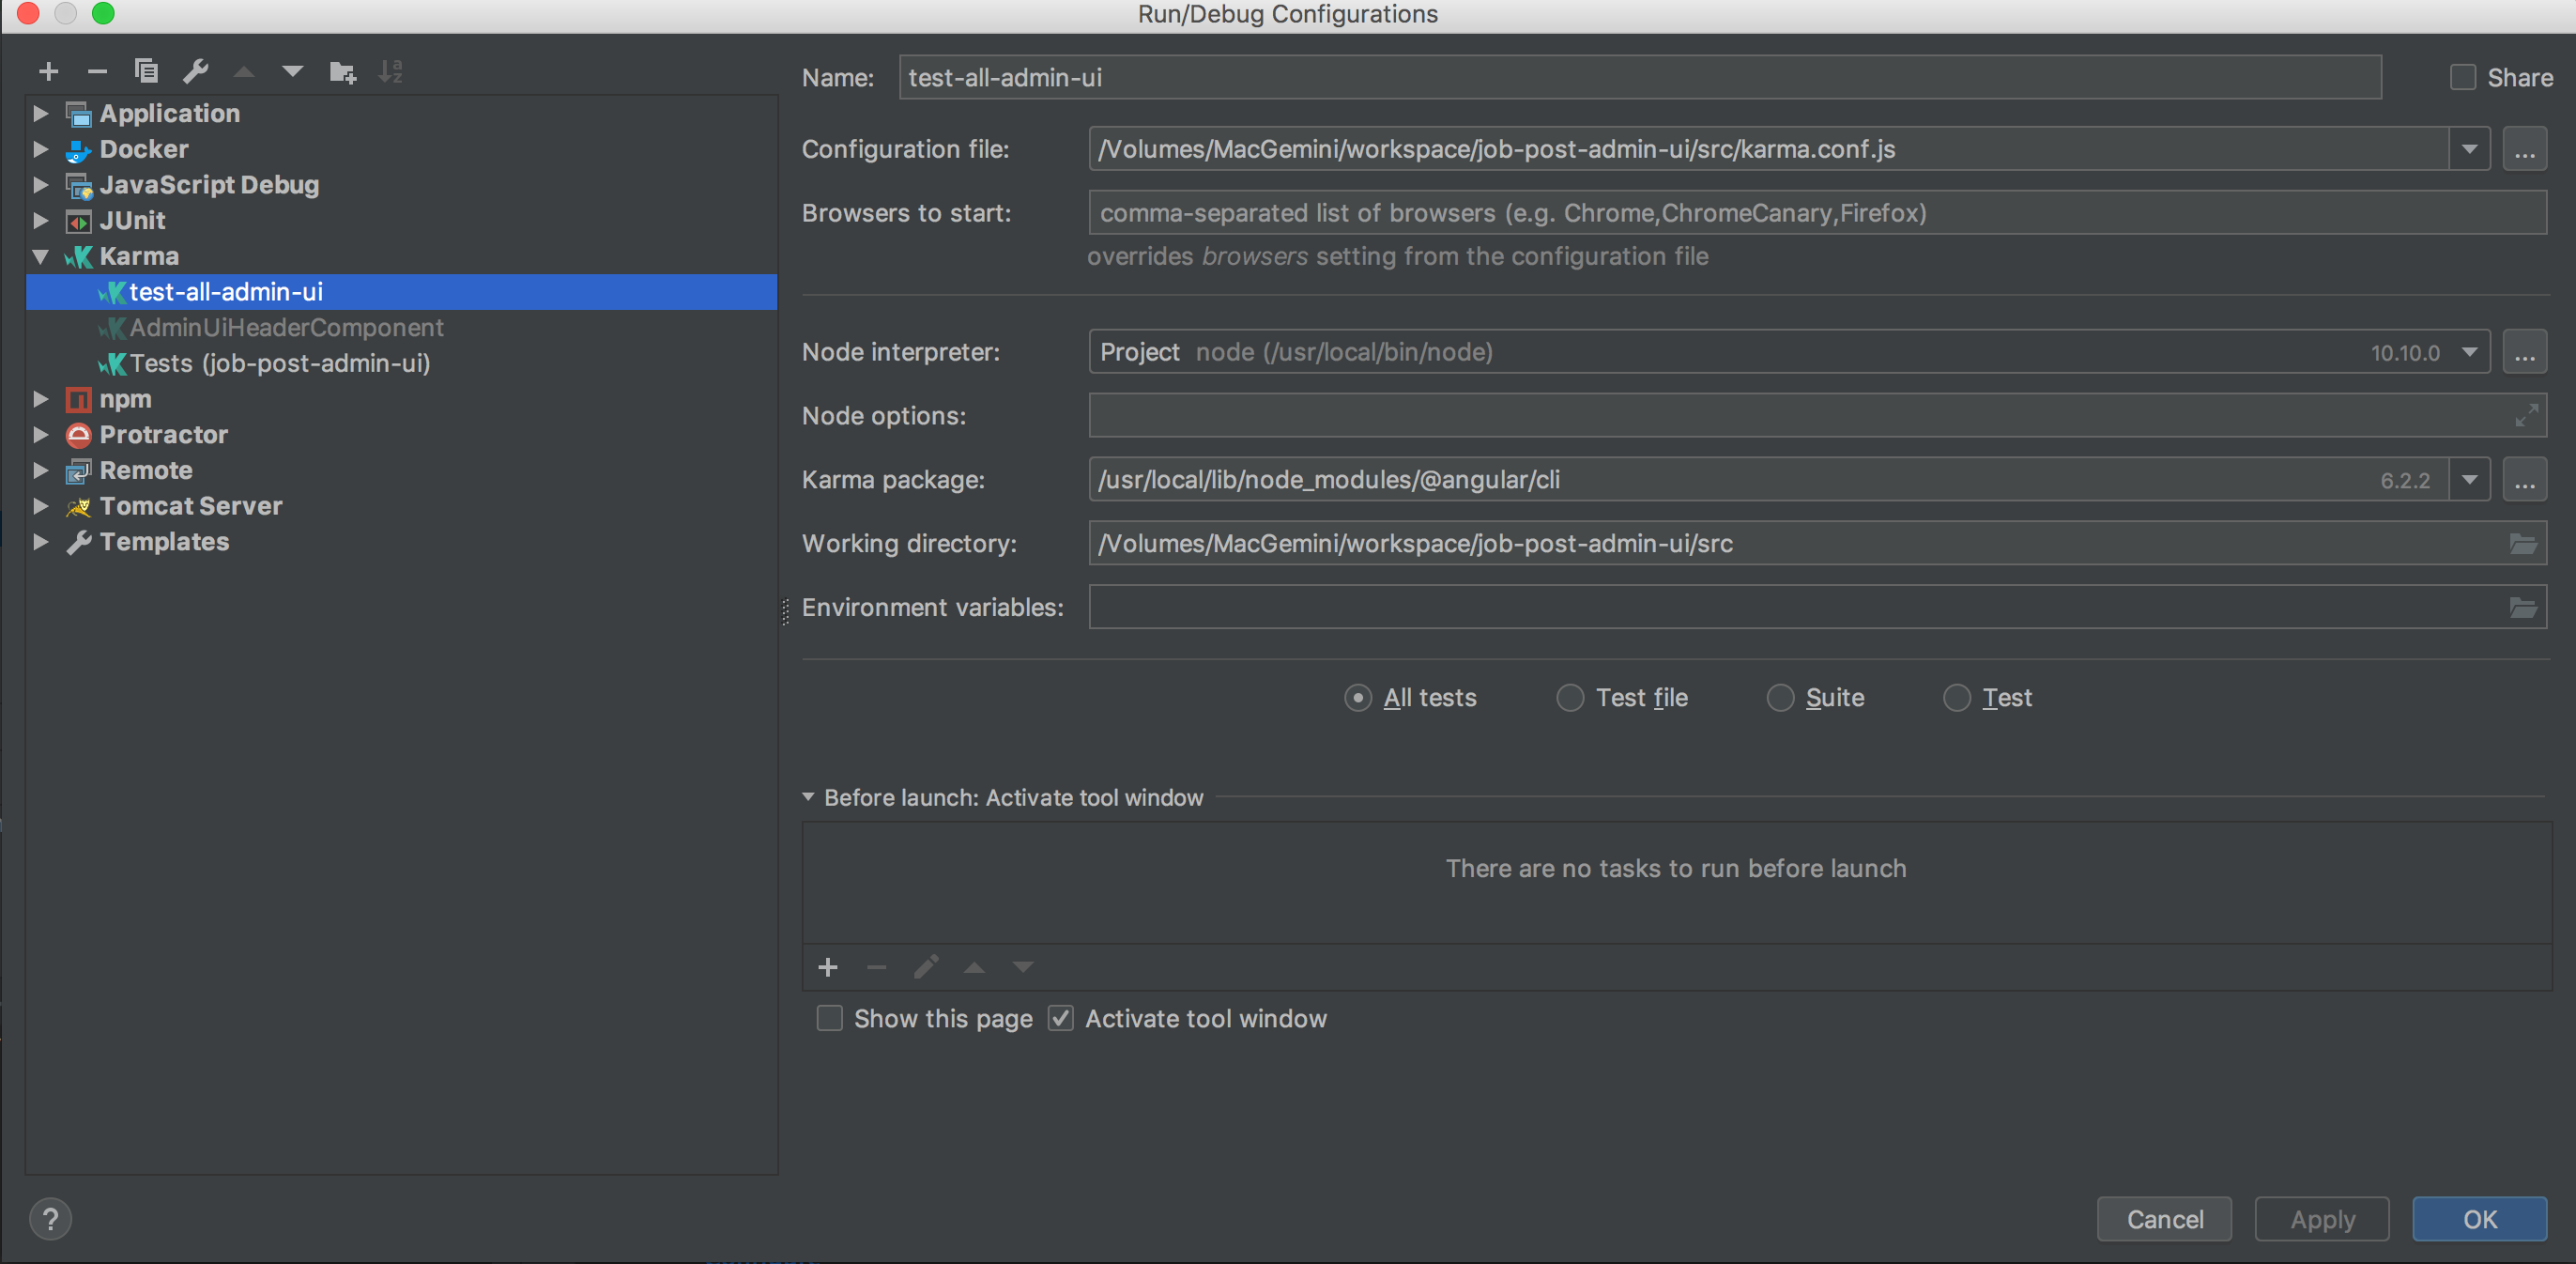 Run/Debug Configurations
Application
Docker
JavaScript Debug
JUnit
Karma
test-all-admin-ui
AdminUiHeaderComponent
Tests (job-post-admin-ui)
npm
Protractor
Remote
Tomcat Server
Templates
Name: test-all-admin-ui Share
Configuration file: /Volumes/MacGemini/workspace/job-post-admin-ui/src/karma.conf.js ...
Browsers to start: comma-separated list of browsers (e.g. Chrome,ChromeCanary,Firefox)
overrides browsers setting from the configuration file
Node interpreter: Project node (/usr/local/bin/node) 10.10.0 ...
Node options:
Karma package: /usr/local/lib/node_modules/@angular/cli 6.2.2 ...
Working directory: /Volumes/MacGemini/workspace/job-post-admin-ui/src
Environment variables:
All tests Test file Suite Test
Before launch: Activate tool window
There are no tasks to run before launch
Show this page Activate tool window
? Cancel Apply OK